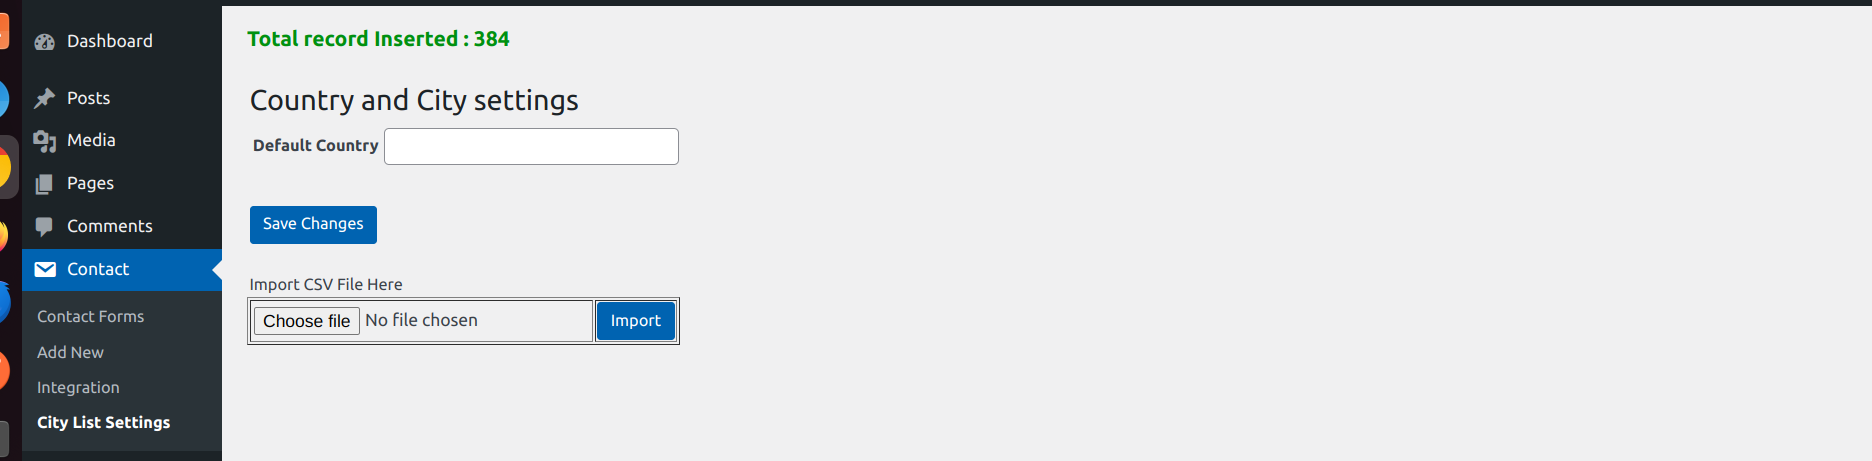 Dashboard
Posts
Media
Pages
Comments
Contact
Contact Forms
Add New
Integration
City List Settings
Total record Inserted : 384
Country and City settings
Default Country
Save Changes
Import CSV File Here
Choose file No file chosen Import